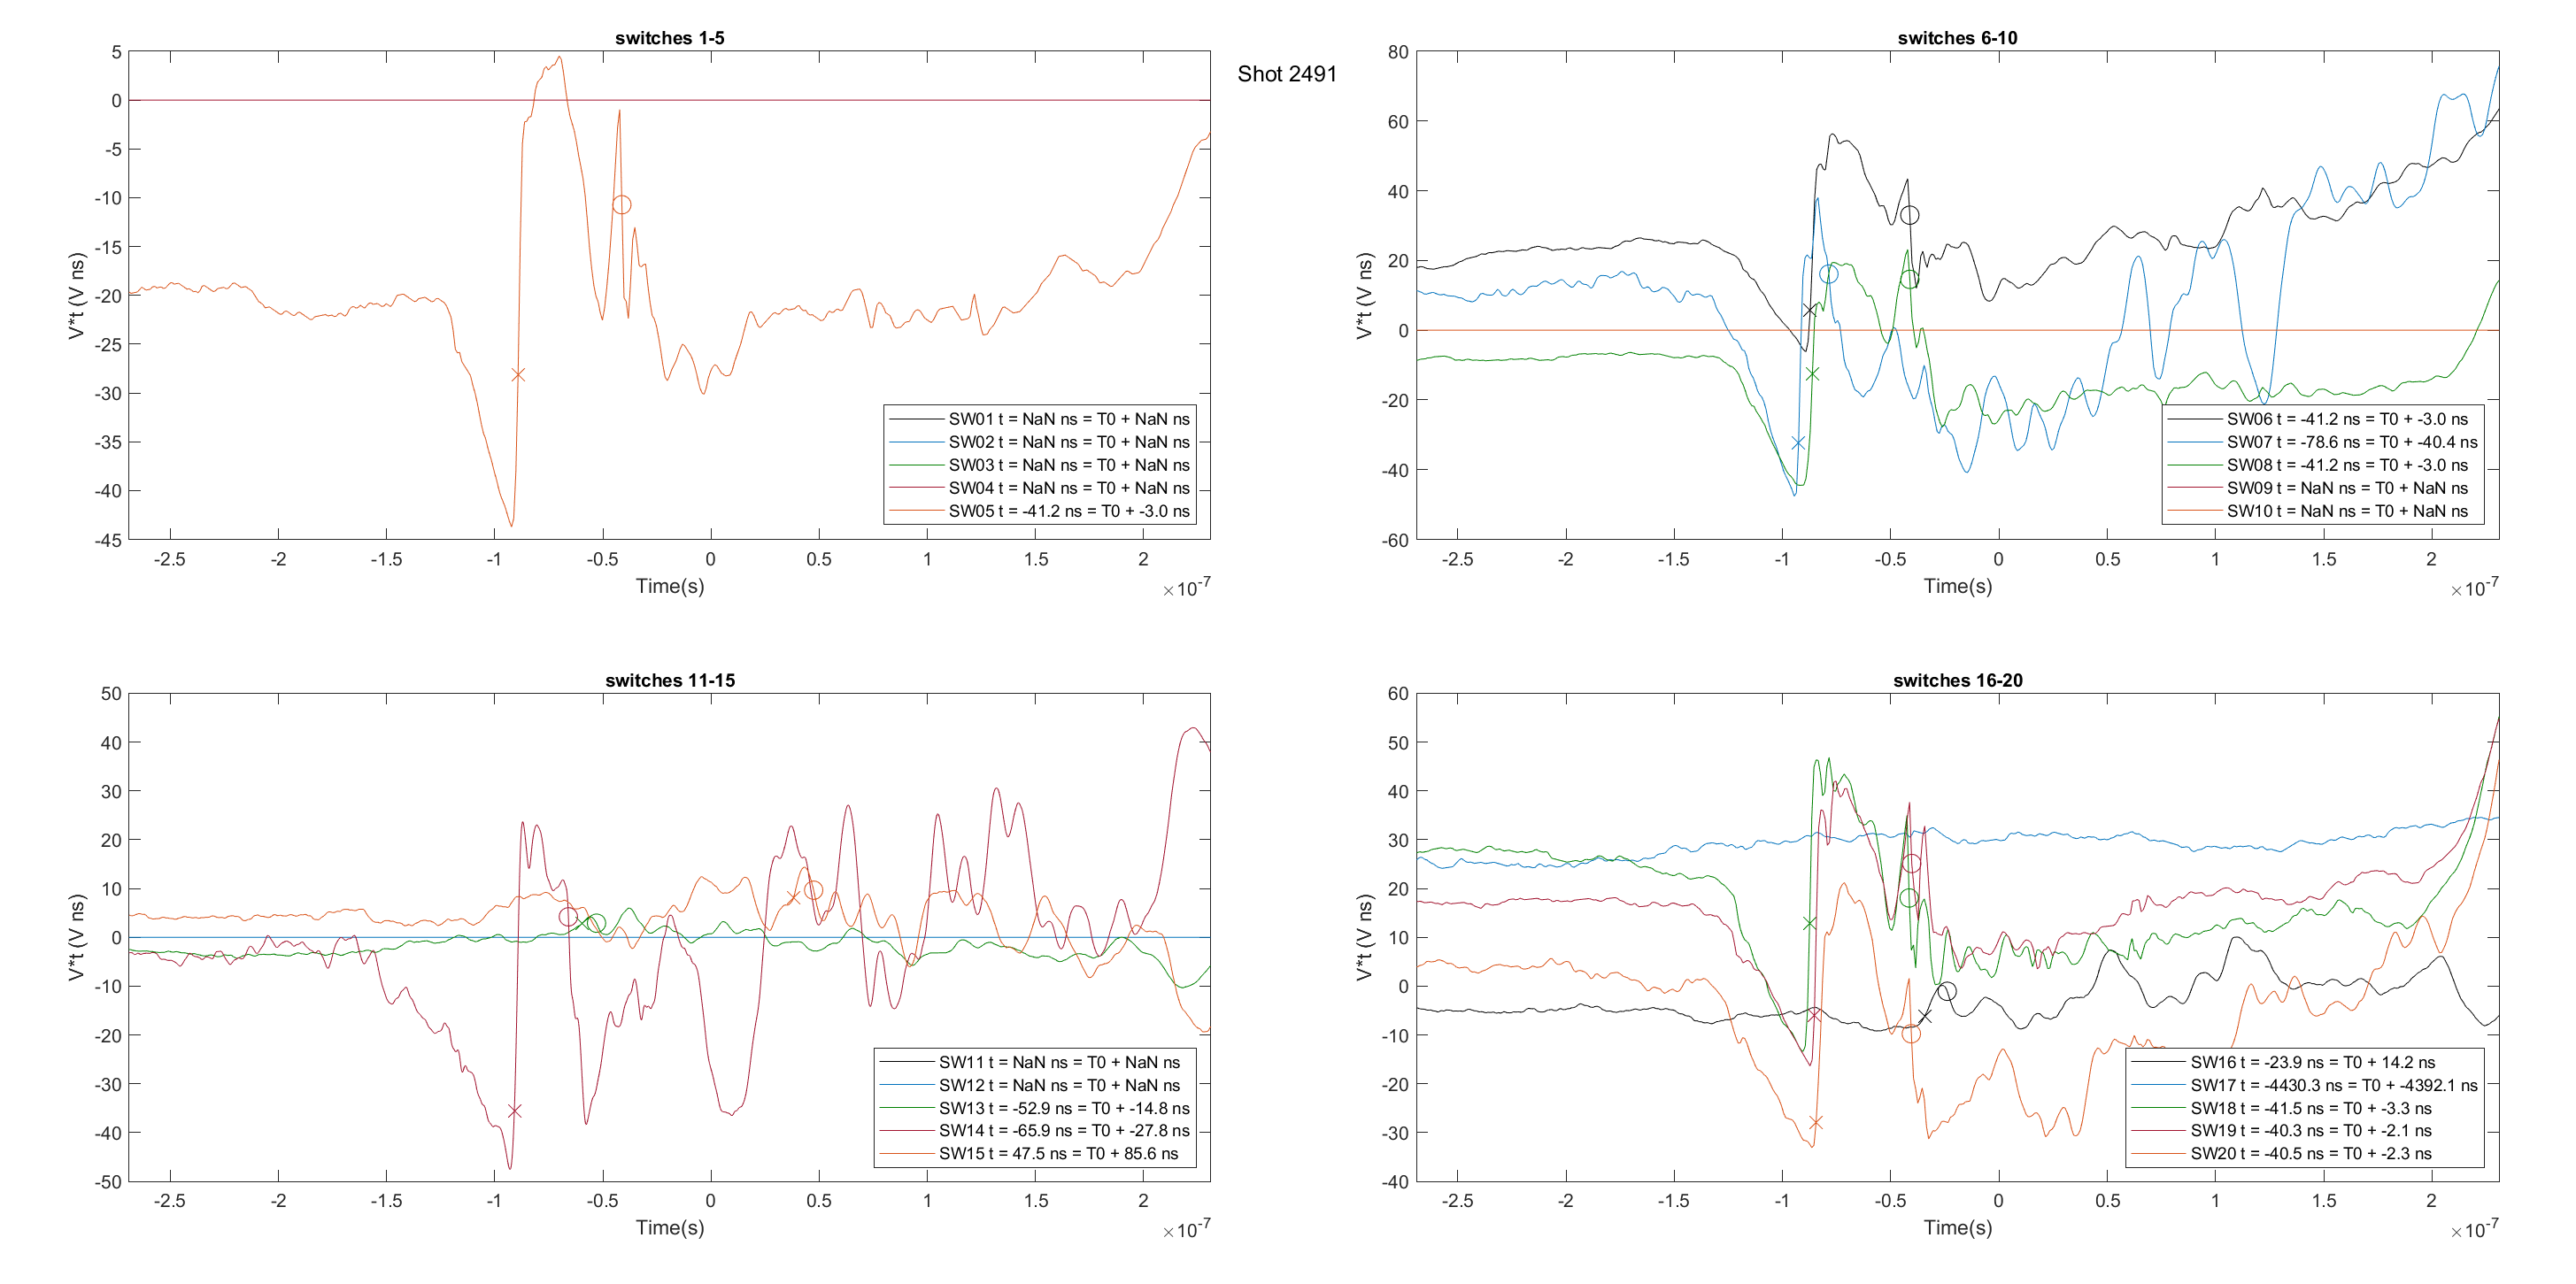 Shot 2491
switches 1-5
5
0
-5
-10
-15
-20
-25
-30
-35
-40
-45
V*t (V ns)
-2.5 -2 -1.5 -1 -0.5 0 0.5 1 1.5 2
Time(s)
×10-7
SW01 t = NaN ns = T0 + NaN ns
SW02 t = NaN ns = T0 + NaN ns
SW03 t = NaN ns = T0 + NaN ns
SW04 t = NaN ns = T0 + NaN ns
SW05 t = -41.2 ns = T0 + -3.0 ns
switches 6-10
80
60
40
20
0
-20
-40
-60
V*t (V ns)
-2.5 -2 -1.5 -1 -0.5 0 0.5 1 1.5 2
Time(s)
×10-7
SW06 t = -41.2 ns = T0 + -3.0 ns
SW07 t = -78.6 ns = T0 + -40.4 ns
SW08 t = -41.2 ns = T0 + -3.0 ns
SW09 t = NaN ns = T0 + NaN ns
SW10 t = NaN ns = T0 + NaN ns
switches 11-15
50
40
30
20
10
0
-10
-20
-30
-40
-50
V*t (V ns)
-2.5 -2 -1.5 -1 -0.5 0 0.5 1 1.5 2
Time(s)
×10-7
SW11 t = NaN ns = T0 + NaN ns
SW12 t = NaN ns = T0 + NaN ns
SW13 t = -52.9 ns = T0 + -14.8 ns
SW14 t = -65.9 ns = T0 + -27.8 ns
SW15 t = 47.5 ns = T0 + 85.6 ns
switches 16-20
60
50
40
30
20
10
0
-10
-20
-30
-40
V*t (V ns)
-2.5 -2 -1.5 -1 -0.5 0 0.5 1 1.5 2
Time(s)
×10-7
SW16 t = -23.9 ns = T0 + 14.2 ns
SW17 t = -4430.3 ns = T0 + -4392.1 ns
SW18 t = -41.5 ns = T0 + -3.3 ns
SW19 t = -40.3 ns = T0 + -2.1 ns
SW20 t = -40.5 ns = T0 + -2.3 ns